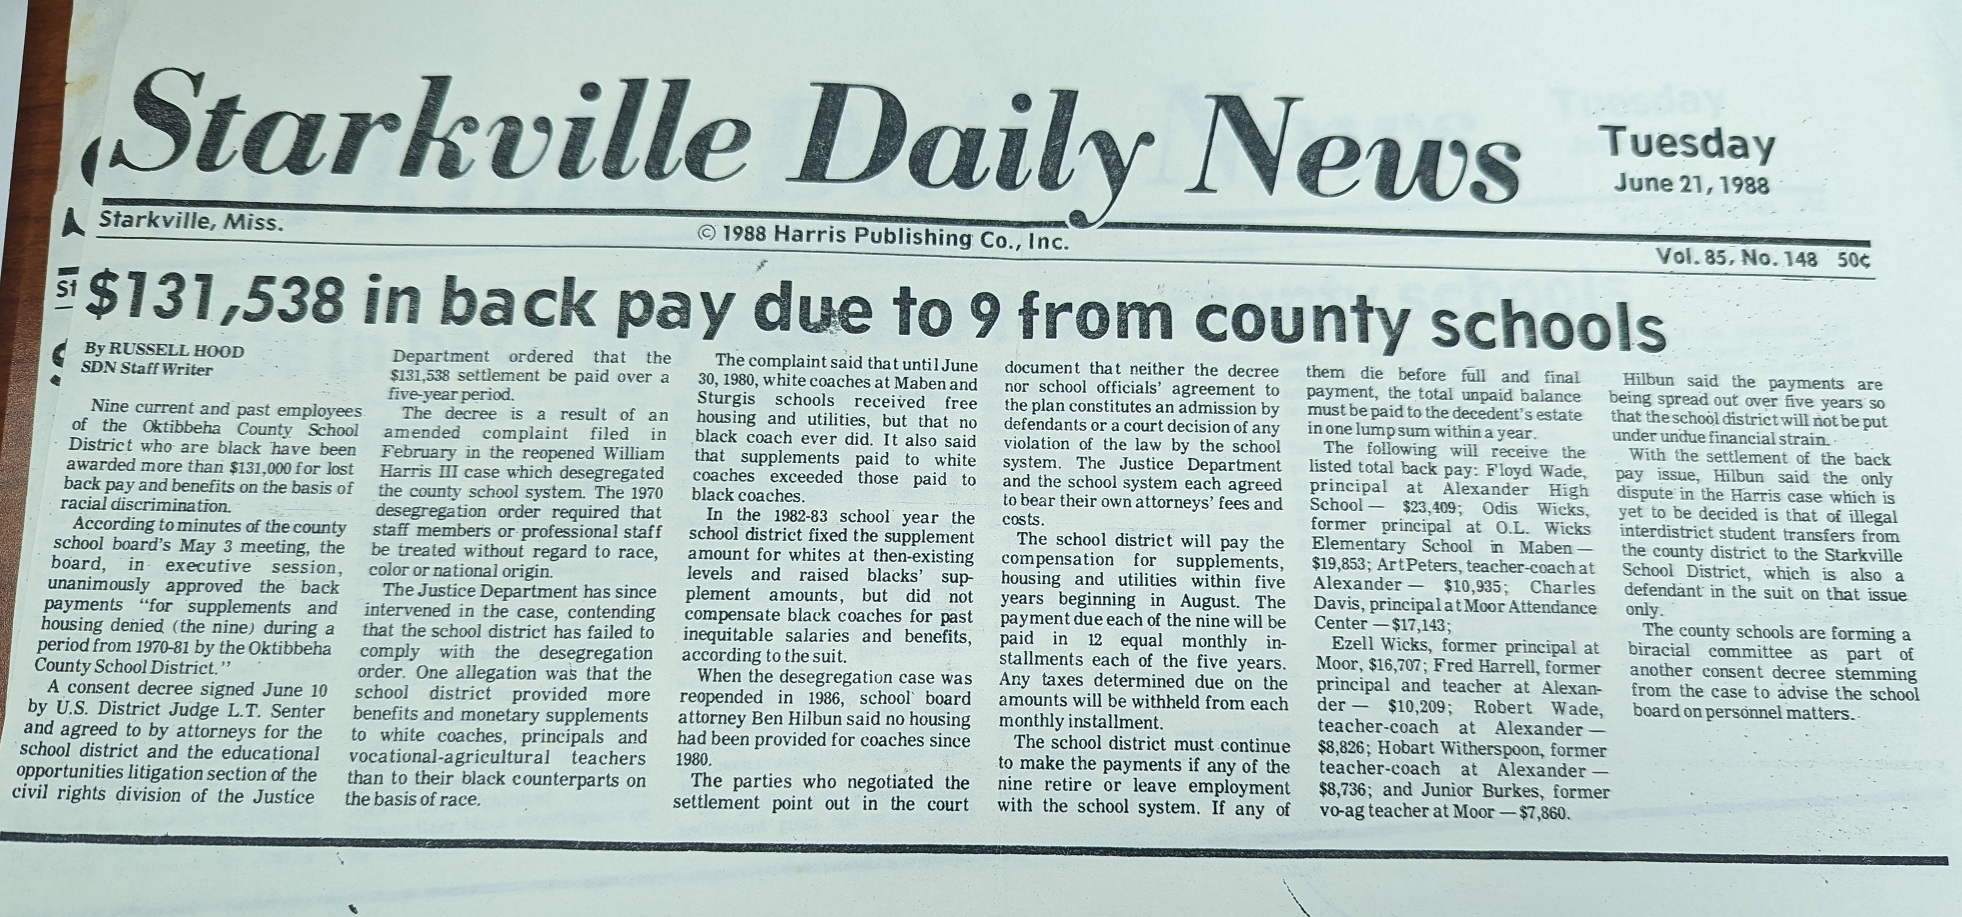 Starkville Daily News
Tuesday
June 21, 1988
Starkville, Miss.
© 1988 Harris Publishing Co., Inc.
Vol. 85, No. 148 50¢
St
$131,538 in back pay due to 9 from county schools
By RUSSELL HOOD
SDN Staff Writer
Nine current and past employees
of the Oktibbeha County School
District who are black have been
awarded more than $131,000 for lost
back pay and benefits on the basis of
racial discrimination.
According to minutes of the county
school board's May 3 meeting, the
board, in executive session,
unanimously approved the back
payments "for supplements and
housing denied (the nine) during a
period from 1970-81 by the Oktibbeha
County School District."
A consent decree signed June 10
by U.S. District Judge L.T. Senter
and agreed to by attorneys for the
school district and the educational
opportunities litigation section of the
civil rights division of the Justice
Department ordered that the
$131,538 settlement be paid over a
five-year period.
The decree is a result of an
amended complaint filed in
February in the reopened William
Harris III case which desegregated
the county school system. The 1970
desegregation order required that
staff members or professional staff
be treated without regard to race,
color or national origin.
The Justice Department has since
intervened in the case, contending
that the school district has failed to
comply with the desegregation
order. One allegation was that the
school district provided more
benefits and monetary supplements
to white coaches, principals and
vocational-agricultural teachers
than to their black counterparts on
the basis of race.
The complaint said that until June
30, 1980, white coaches at Maben and
Sturgis schools received free
housing and utilities, but that no
black coach ever did. It also said
that supplements paid to white
coaches exceeded those paid to
black coaches.
In the 1982-83 school year the
school district fixed the supplement
amount for whites at then-existing
levels and raised blacks' sup-
plement amounts, but did not
compensate black coaches for past
inequitable salaries and benefits,
according to the suit.
When the desegregation case was
reopened in 1986, school board
attorney Ben Hilbun said no housing
had been provided for coaches since
1980.
The parties who negotiated the
settlement point out in the court
document that neither the decree
nor school officials' agreement to
the plan constitutes an admission by
defendants or a court decision of any
violation of the law by the school
system. The Justice Department
and the school system each agreed
to bear their own attorneys' fees and
costs.
The school district will pay the
compensation for supplements,
housing and utilities within five
years beginning in August. The
payment due each of the nine will be
paid in 12 equal monthly in-
stallments each of the five years.
Any taxes determined due on the
amounts will be withheld from each
monthly installment.
The school district must continue
to make the payments if any of the
nine retire or leave employment
with the school system. If any of
them die before full and final
payment, the total unpaid balance
must be paid to the decedent's estate
in one lump sum within a year.
The following will receive the
listed total back pay: Floyd Wade,
principal at Alexander High
School — $23,409; Odis Wicks,
former principal at O.L. Wicks
Elementary School in Maben —
$19,853; Art Peters, teacher-coach at
Alexander — $10,935; Charles
Davis, principal at Moor Attendance
Center — $17,143;
Ezell Wicks, former principal at
Moor, $16,707; Fred Harrell, former
principal and teacher at Alexan-
der — $10,209; Robert Wade,
teacher-coach at Alexander —
$8,826; Hobart Witherspoon, former
teacher-coach at Alexander —
$8,736; and Junior Burkes, former
vo-ag teacher at Moor — $7,860.
Hilbun said the payments are
being spread out over five years so
that the school district will not be put
under undue financial strain.
With the settlement of the back
pay issue, Hilbun said the only
dispute in the Harris case which is
yet to be decided is that of illegal
interdistrict student transfers from
the county district to the Starkville
School District, which is also a
defendant in the suit on that issue
only.
The county schools are forming a
biracial committee as part of
another consent decree stemming
from the case to advise the school
board on personnel matters.